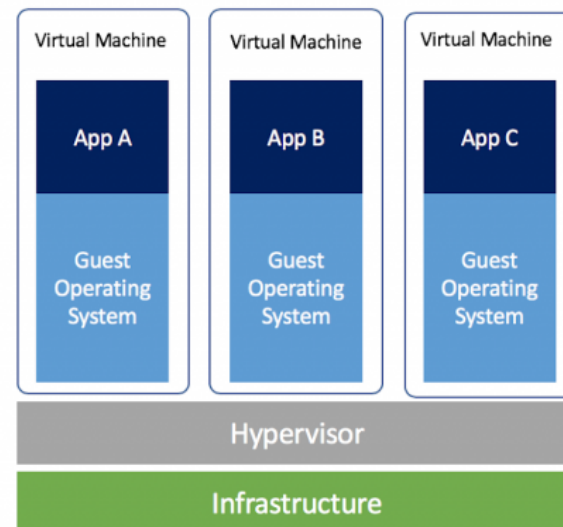 Virtual Machine
App A
Guest
Operating
System
Virtual Machine
App B
Guest
Operating
System
Virtual Machine
App C
Guest
Operating
System
Hypervisor
Infrastructure